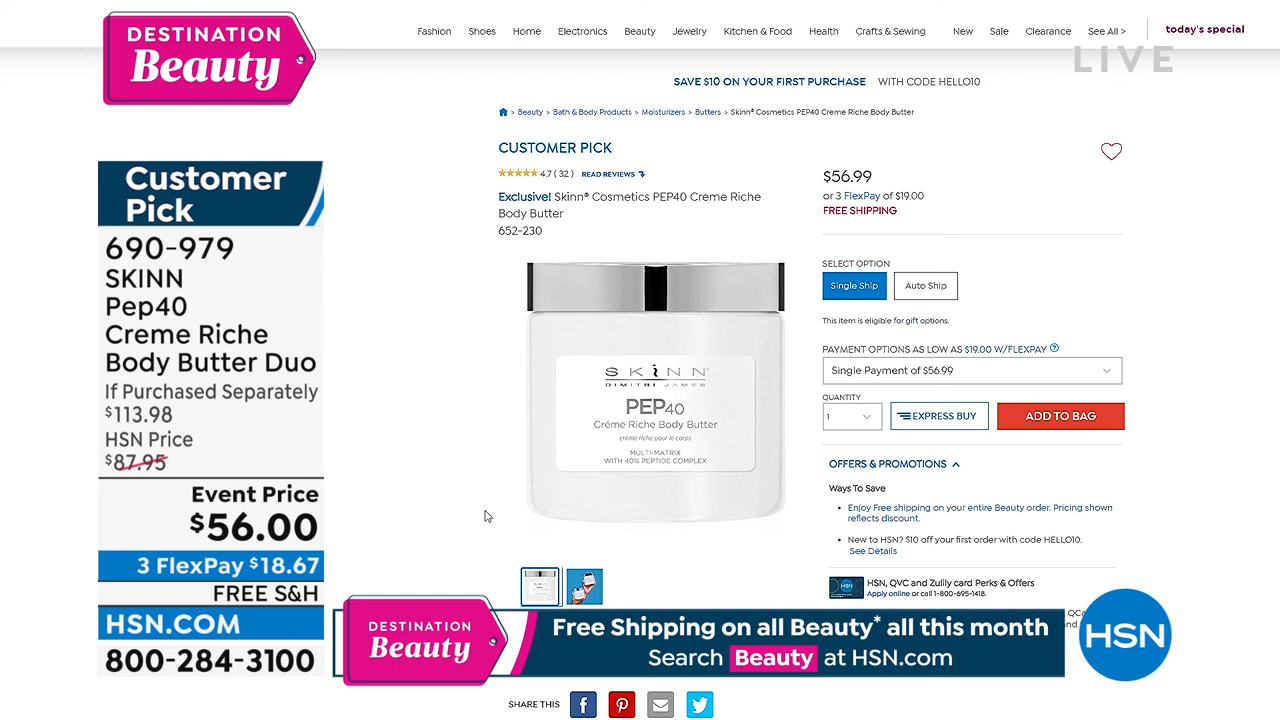 DESTINATION
Beauty
Fashion Shoes Home Electronics Beauty Jewelry Kitchen & Food Health Crafts & Sewing New Sale Clearance See All > today's special
LIVE
SAVE $10 ON YOUR FIRST PURCHASE WITH CODE HELLO10
> Beauty > Bath & Body Products > Moisturizers > Butters > Skinn® Cosmetics PEP40 Creme Riche Body Butter
CUSTOMER PICK
4.7 ( 32 ) READ REVIEWS
Exclusive! Skinn® Cosmetics PEP40 Creme Riche
Body Butter
652-230
$56.99
or 3 FlexPay of $19.00
FREE SHIPPING
SELECT OPTION
Single Ship Auto Ship
This item is eligible for gift options.
PAYMENT OPTIONS AS LOW AS $19.00 W/FLEXPAY ?
Single Payment of $56.99
QUANTITY
1 EXPRESS BUY ADD TO BAG
OFFERS & PROMOTIONS
Ways To Save
• Enjoy Free shipping on your entire Beauty order. Pricing shown
reflects discount.
• New to HSN? $10 off your first order with code HELLO10.
See Details
HSN, QVC and Zulily card Perks & Offers
Apply online or call 1-800-695-1418.
SKINN®
DIMITRI JAMES
PEP40
Créme Riche Body Butter
creme riche pour le corps
MULTI-MATRIX
WITH 40% PEPTIDE COMPLEX
Customer
Pick
690-979
SKINN
Pep40
Creme Riche
Body Butter Duo
If Purchased Separately
$113.98
HSN Price
$87.95
Event Price
$56.00
3 FlexPay $18.67
FREE S&H
HSN.COM
800-284-3100
DESTINATION
Beauty
Free Shipping on all Beauty* all this month
Search Beauty at HSN.com
HSN
SHARE THIS